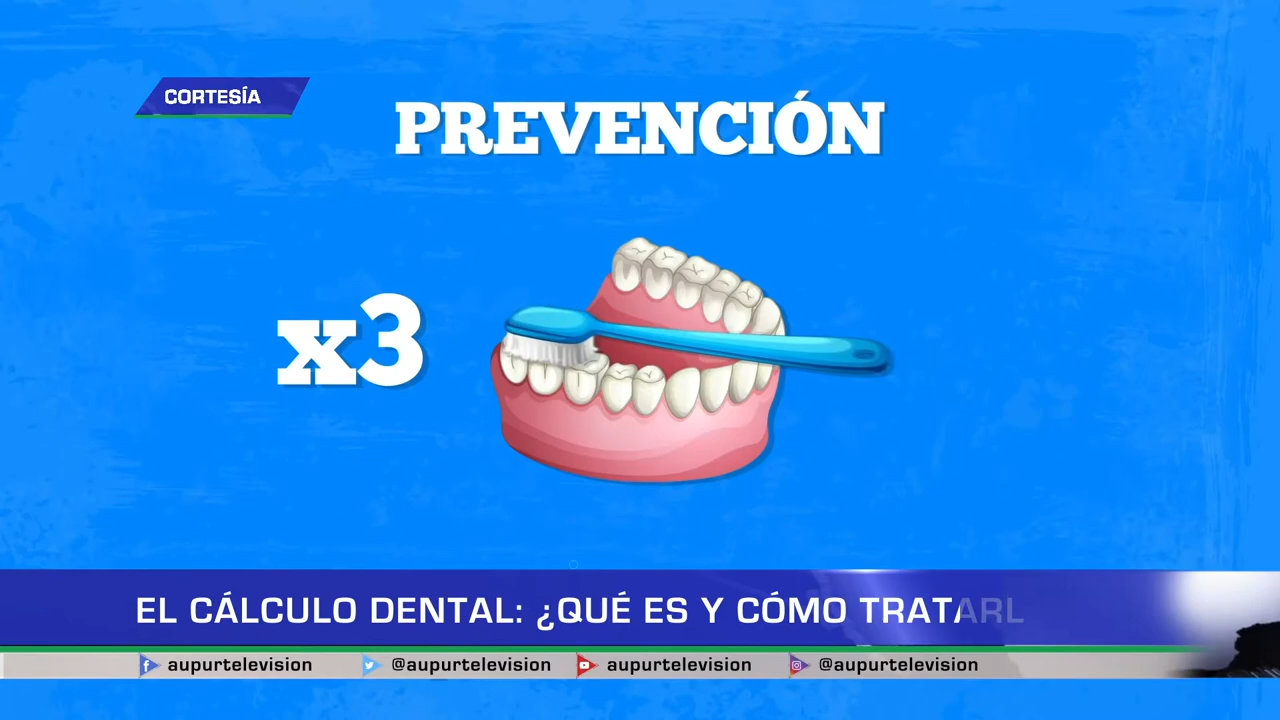 CORTESÍA
PREVENCIÓN
x3
EL CÁLCULO DENTAL: ¿QUÉ ES Y CÓMO TRATARL
aupurtelevision @aupurtelevision aupurtelevision @aupurtelevision